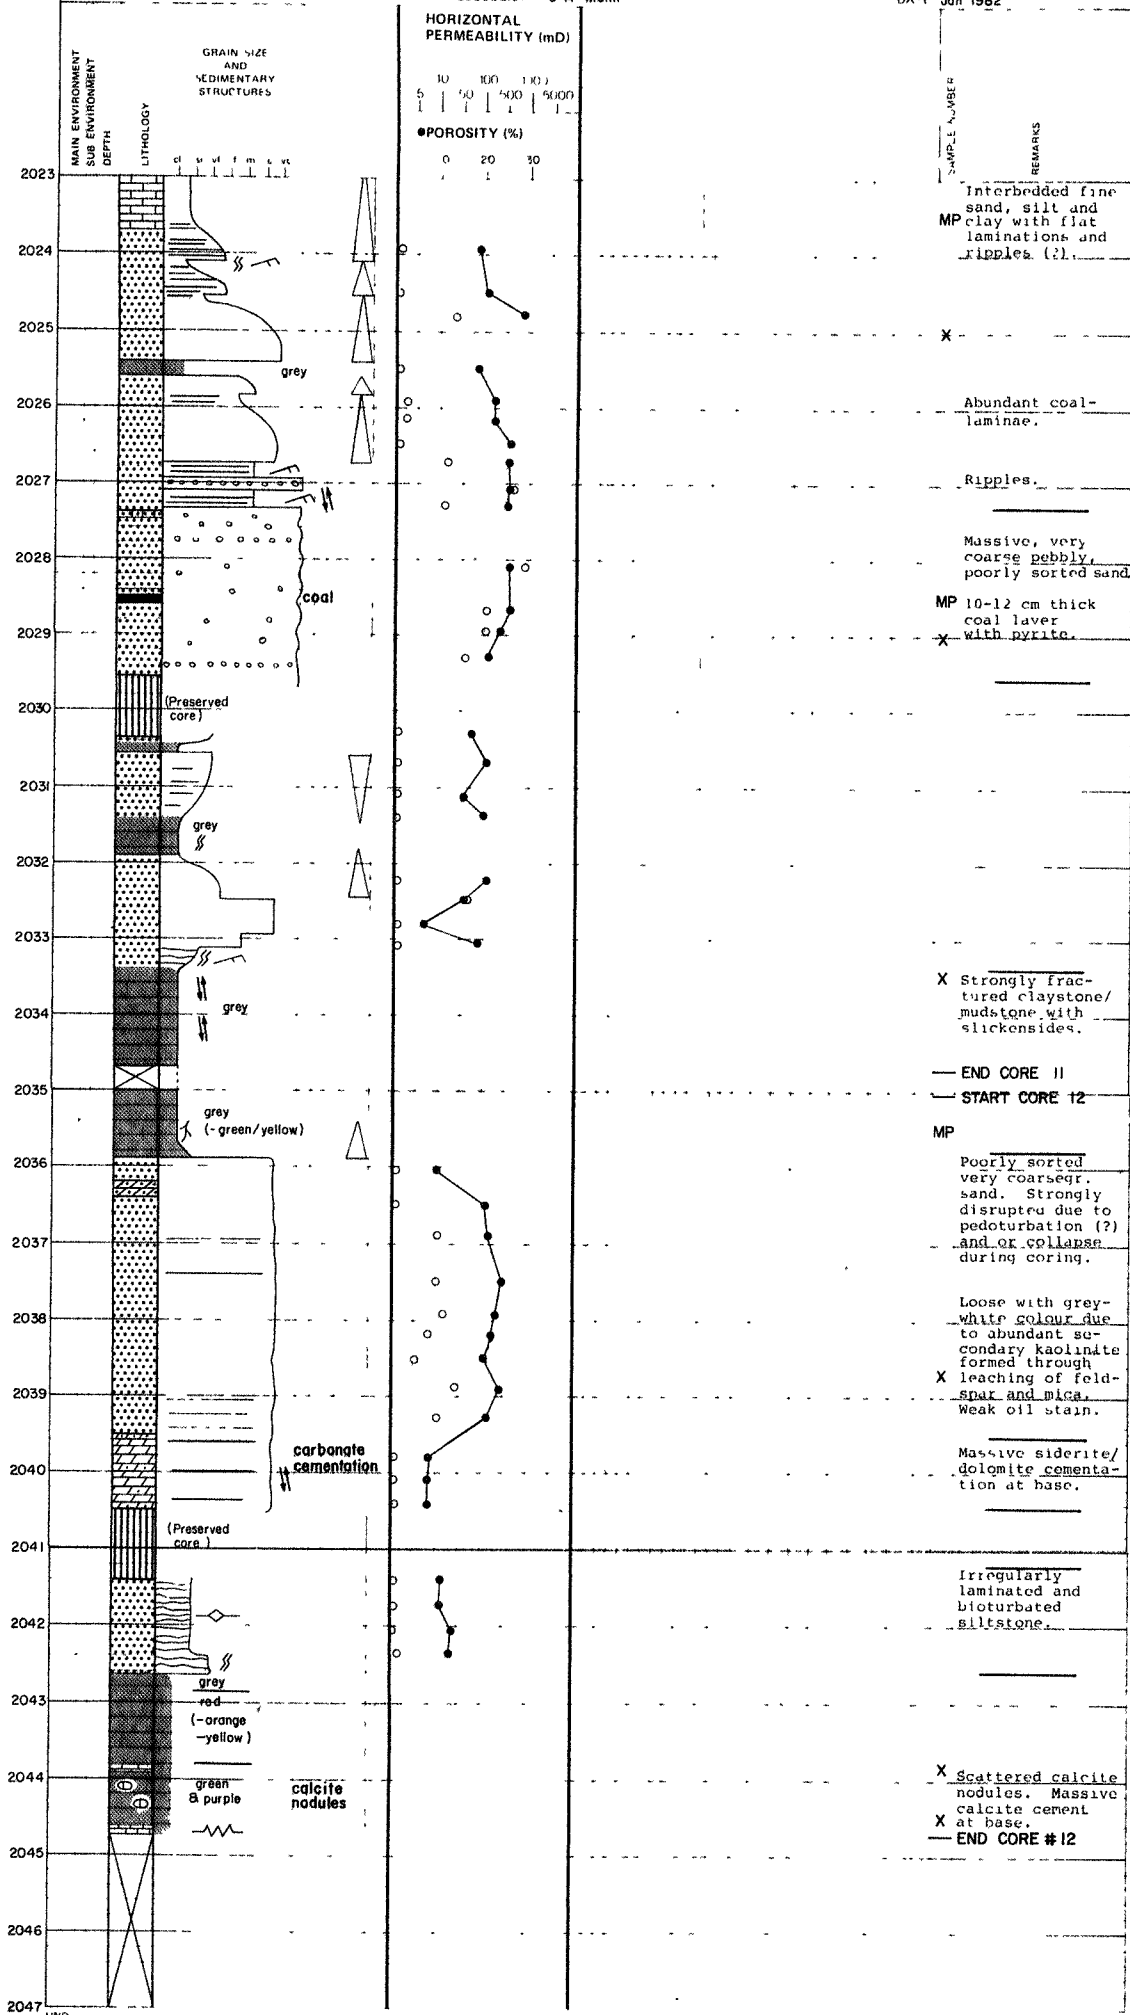 Jan 1982
HORIZONTAL
PERMEABILITY (mD)
GRAIN SIZE
AND
SEDIMENTARY
STRUCTURES
MAIN ENVIRONMENT
SUB ENVIRONMENT
DEPTH
LITHOLOGY
SAMPLE NUMBER
REMARKS
10 100
5 50 500 5000
POROSITY (%)
0 20 30
cl si vf f m c vc
2023
Interbedded fine
sand, silt and
MP clay with flat
laminations and
ripples (?).
2024
2025
X
grey
2026
Abundant coal-
laminae.
2027
Ripples.
2028
Massive, very
coarse pebbly,
poorly sorted sand
coal
MP 10-12 cm thick
coal layer
with pyrite.
2029
X
(Preserved
core)
2030
2031
grey
2032
2033
X Strongly frac-
tured claystone/
mudstone with
slickensides.
grey
2034
END CORE 11
2035
START CORE 12
grey
(-green/yellow)
MP
2036
Poorly sorted
very coarsegr.
sand. Strongly
disrupted due to
pedoturbation (?)
and or collapse
during coring.
2037
2038
Loose with grey-
white colour due
to abundant se-
condary kaolinite
formed through
X leaching of feld-
spar and mica.
Weak oil stain.
2039
carbonate
cementation
2040
Massive siderite/
dolomite cementa-
tion at base.
(Preserved
core)
2041
Irregularly
laminated and
bioturbated
siltstone.
2042
grey
2043
red
(-orange
-yellow)
2044
green
& purple
calcite
nodules
X Scattered calcite
nodules. Massive
calcite cement
X at base.
END CORE #12
2045
2046
2047